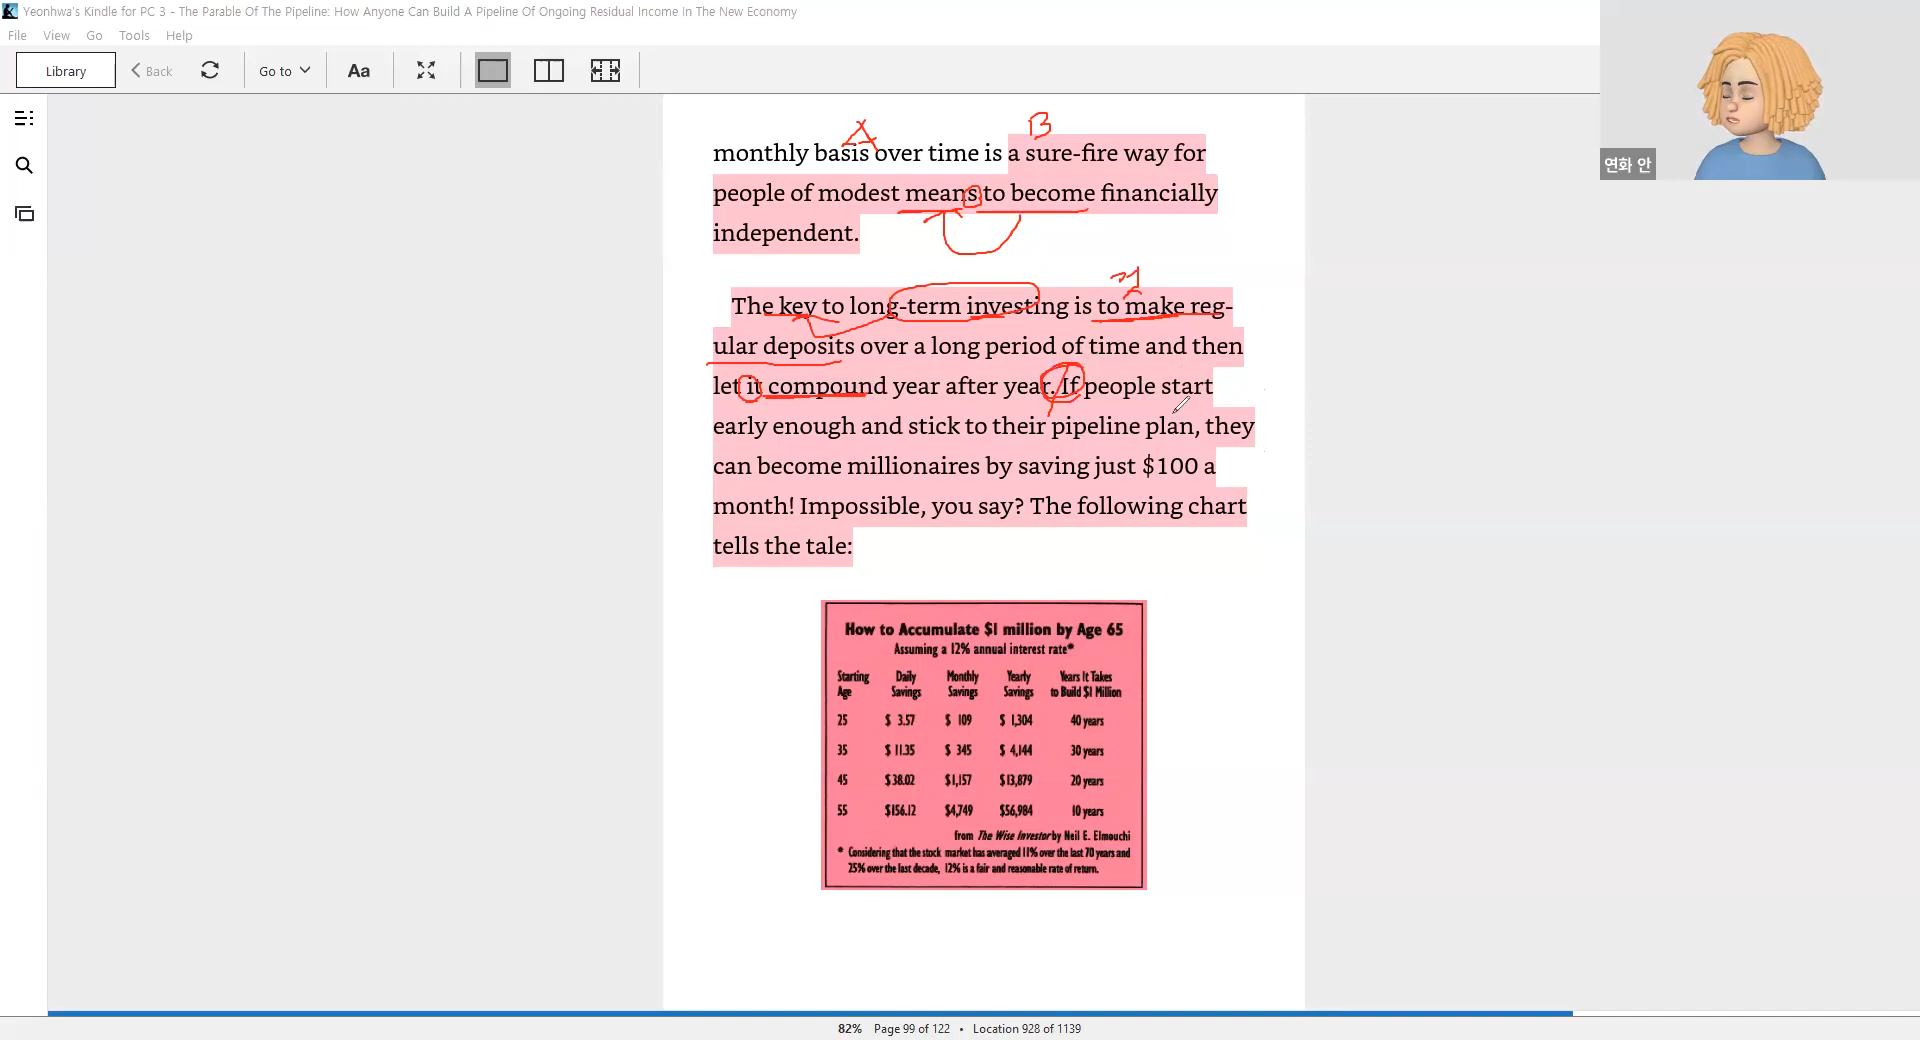 Yeonhwa's Kindle for PC 3 - The Parable Of The Pipeline: How Anyone Can Build A Pipeline Of Ongoing Residual Income In The New Economy
File View Go Tools Help
Library Back Go to Aa
연화 안
A B
monthly basis over time is a sure-fire way for
people of modest means to become financially
independent.
것
The key to long-term investing is to make reg-
ular deposits over a long period of time and then
let it compound year after year. If people start
early enough and stick to their pipeline plan, they
can become millionaires by saving just $100 a
month! Impossible, you say? The following chart
tells the tale:
How to Accumulate $1 million by Age 65
Assuming a 12% annual interest rate*
Starting Daily Monthly Yearly Years It Takes
Age Savings Savings Savings to Build $1 Million
25 $ 3.57 $ 109 $ 1,304 40 years
35 $ 11.35 $ 345 $ 4,144 30 years
45 $38.02 $1,157 $13,879 20 years
55 $156.12 $4,749 $56,984 10 years
from The Wise Investor by Neil E. Elmouchi
* Considering that the stock market has averaged 11% over the last 70 years and
25% over the last decade, 12% is a fair and reasonable rate of return.
82% Page 99 of 122 • Location 928 of 1139